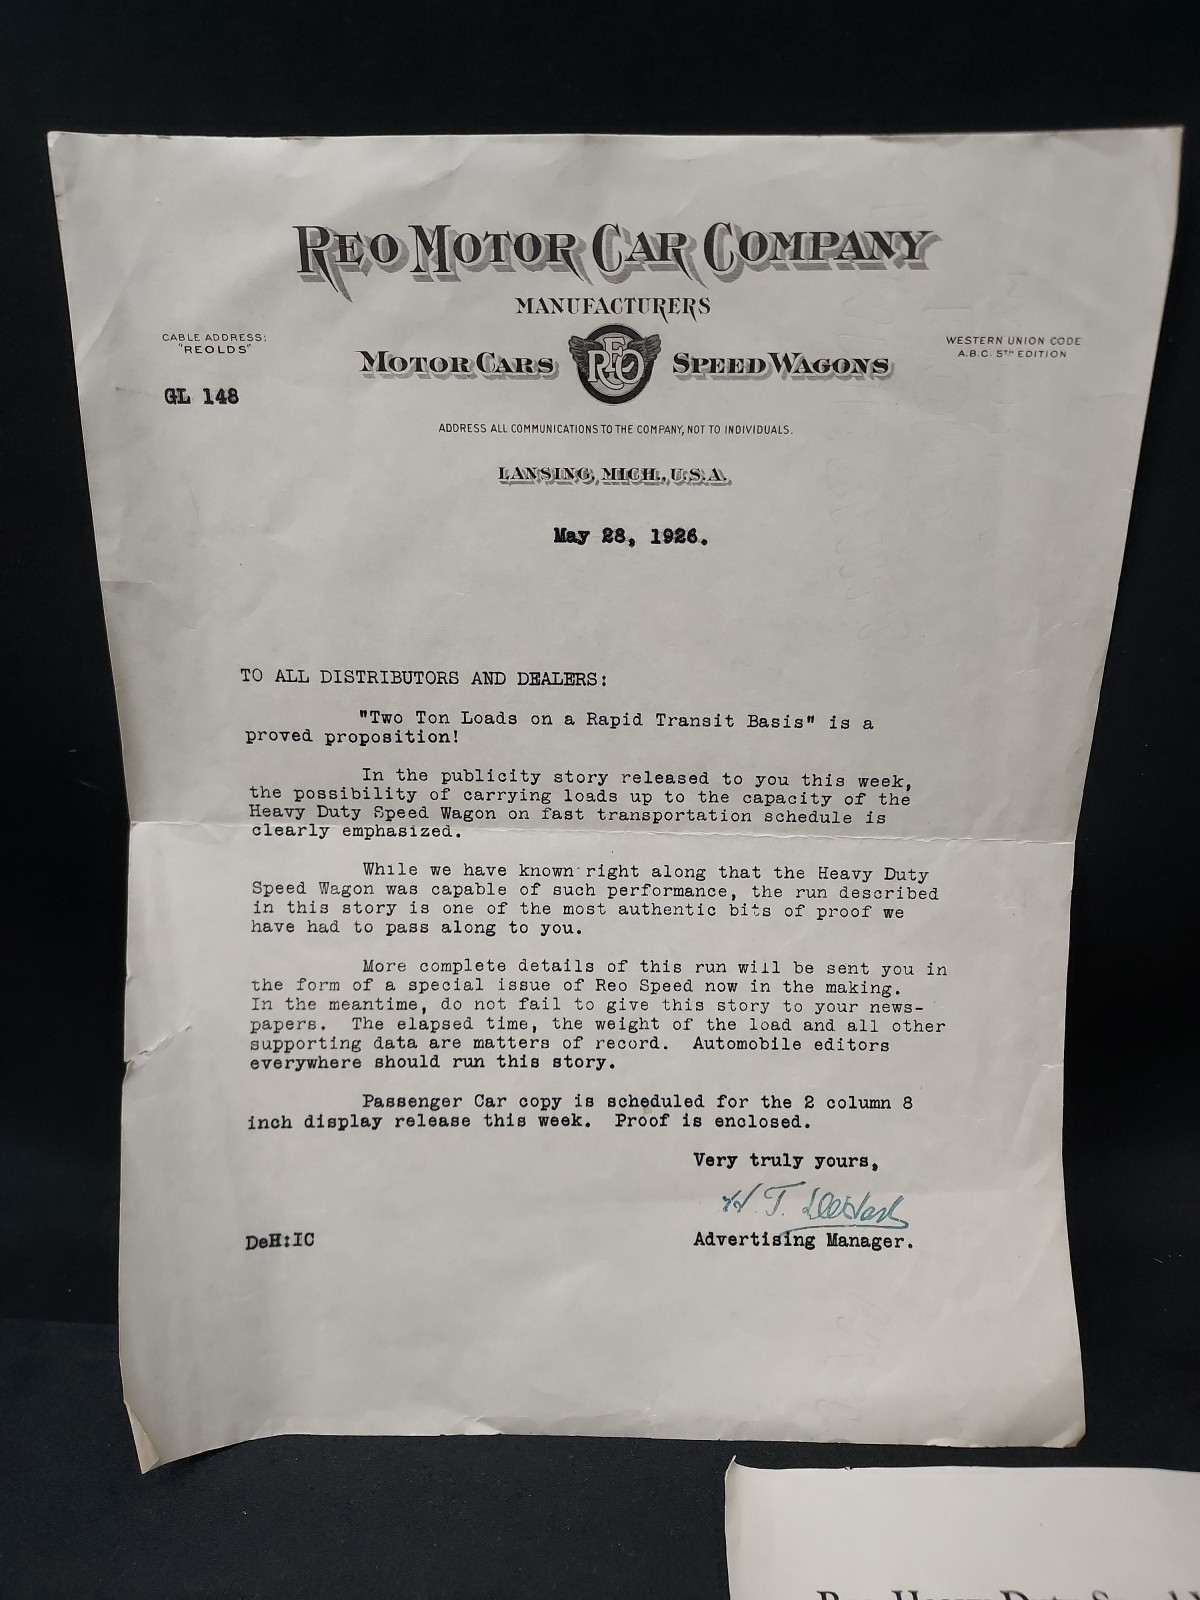 REO MOTOR CAR COMPANY
MANUFACTURERS
CABLE ADDRESS:
"REOLDS"
MOTOR CARS REO SPEED WAGONS
WESTERN UNION CODE
A.B.C. 5TH EDITION
GL 148
ADDRESS ALL COMMUNICATIONS TO THE COMPANY, NOT TO INDIVIDUALS.
LANSING, MICH., U.S.A.
May 28, 1926.
TO ALL DISTRIBUTORS AND DEALERS:
"Two Ton Loads on a Rapid Transit Basis" is a
proved proposition!
In the publicity story released to you this week,
the possibility of carrying loads up to the capacity of the
Heavy Duty Speed Wagon on fast transportation schedule is
clearly emphasized.
While we have known right along that the Heavy Duty
Speed Wagon was capable of such performance, the run described
in this story is one of the most authentic bits of proof we
have had to pass along to you.
More complete details of this run will be sent you in
the form of a special issue of Reo Speed now in the making.
In the meantime, do not fail to give this story to your news-
papers. The elapsed time, the weight of the load and all other
supporting data are matters of record. Automobile editors
everywhere should run this story.
Passenger Car copy is scheduled for the 2 column 8
inch display release this week. Proof is enclosed.
Very truly yours,
H. T.
DeH:IC
Advertising Manager.
Reo Heavy Duty Speed